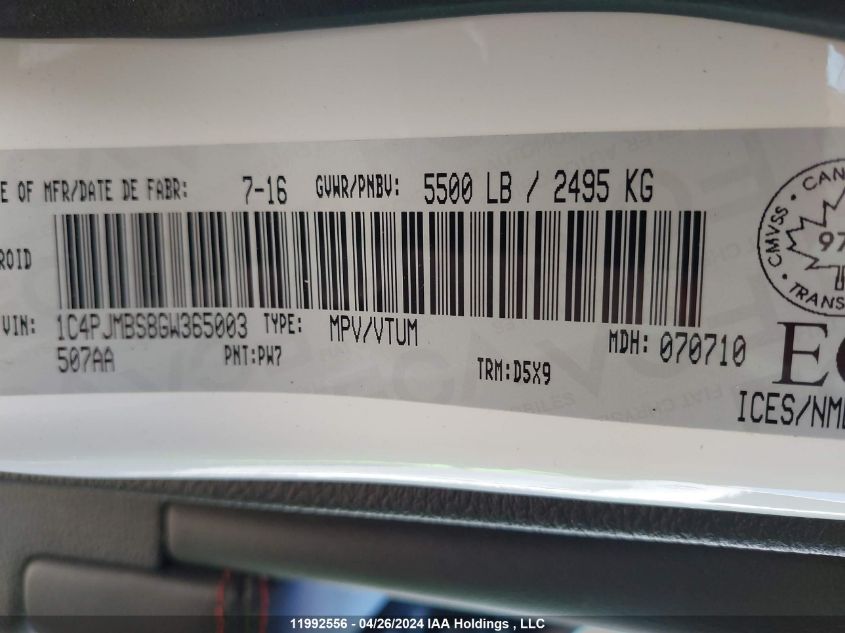 E OF MFR/DATE DE FABR: 7-16 GVWR/PNBV: 5500 LB / 2495 KG
ROID
VIN: 1C4PJMBS8GW365003 TYPE: MPV/VTUM MDH: 070710
507AA PNT:PW7 TRM:D5X9
CMVSS • CAN
97
TRANS
EC
ICES/NM
11992556 - 04/26/2024 IAA Holdings , LLC